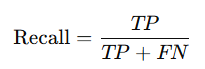 Recall = TP / TP + FN